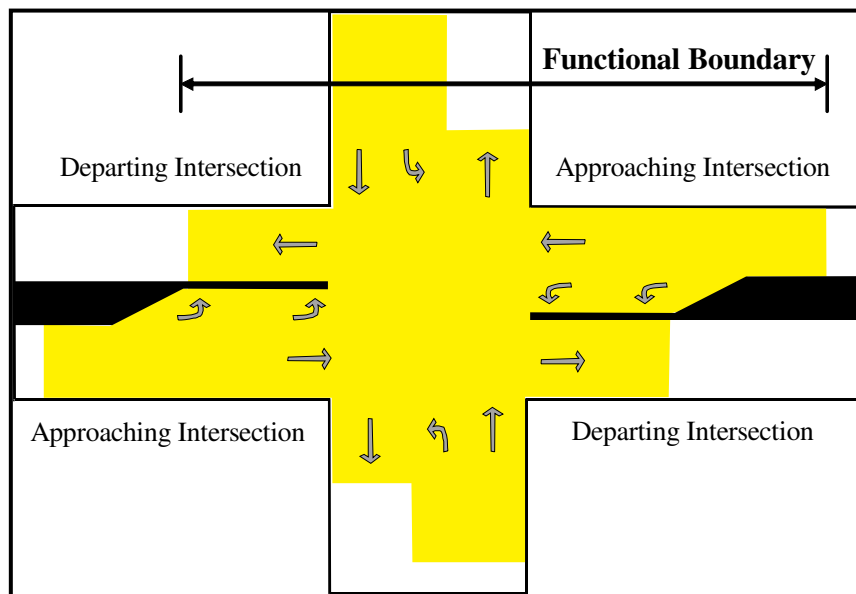 Functional Boundary
Departing Intersection
Approaching Intersection
Approaching Intersection
Departing Intersection